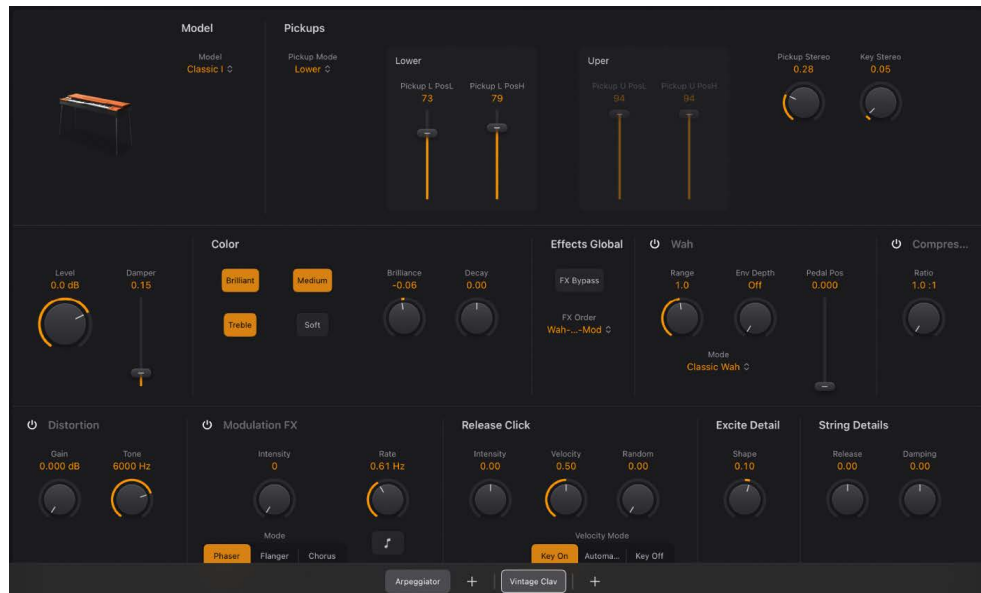 Model
Pickups
Model
Classic I
Pickup Mode
Lower
Lower
Pickup L PosL
73
Pickup L PosH
79
Uper
Pickup U PosL
94
Pickup U PosH
94
Pickup Stereo
0.28
Key Stereo
0.05
Level
0.0 dB
Damper
0.15
Color
Brilliant
Medium
Treble
Soft
Brilliance
-0.06
Decay
0.00
Effects Global
FX Bypass
FX Order
Wah-...-Mod
Wah
Range
1.0
Env Depth
Off
Pedal Pos
0.000
Mode
Classic Wah
Compres...
Ratio
1.0 :1
Distortion
Gain
0.000 dB
Tone
6000 Hz
Modulation FX
Intensity
0
Rate
0.61 Hz
Mode
Phaser
Flanger
Chorus
Release Click
Intensity
0.00
Velocity
0.50
Random
0.00
Velocity Mode
Key On
Automa...
Key Off
Excite Detail
Shape
0.10
String Details
Release
0.00
Damping
0.00
Arpeggiator
+
Vintage Clav
+